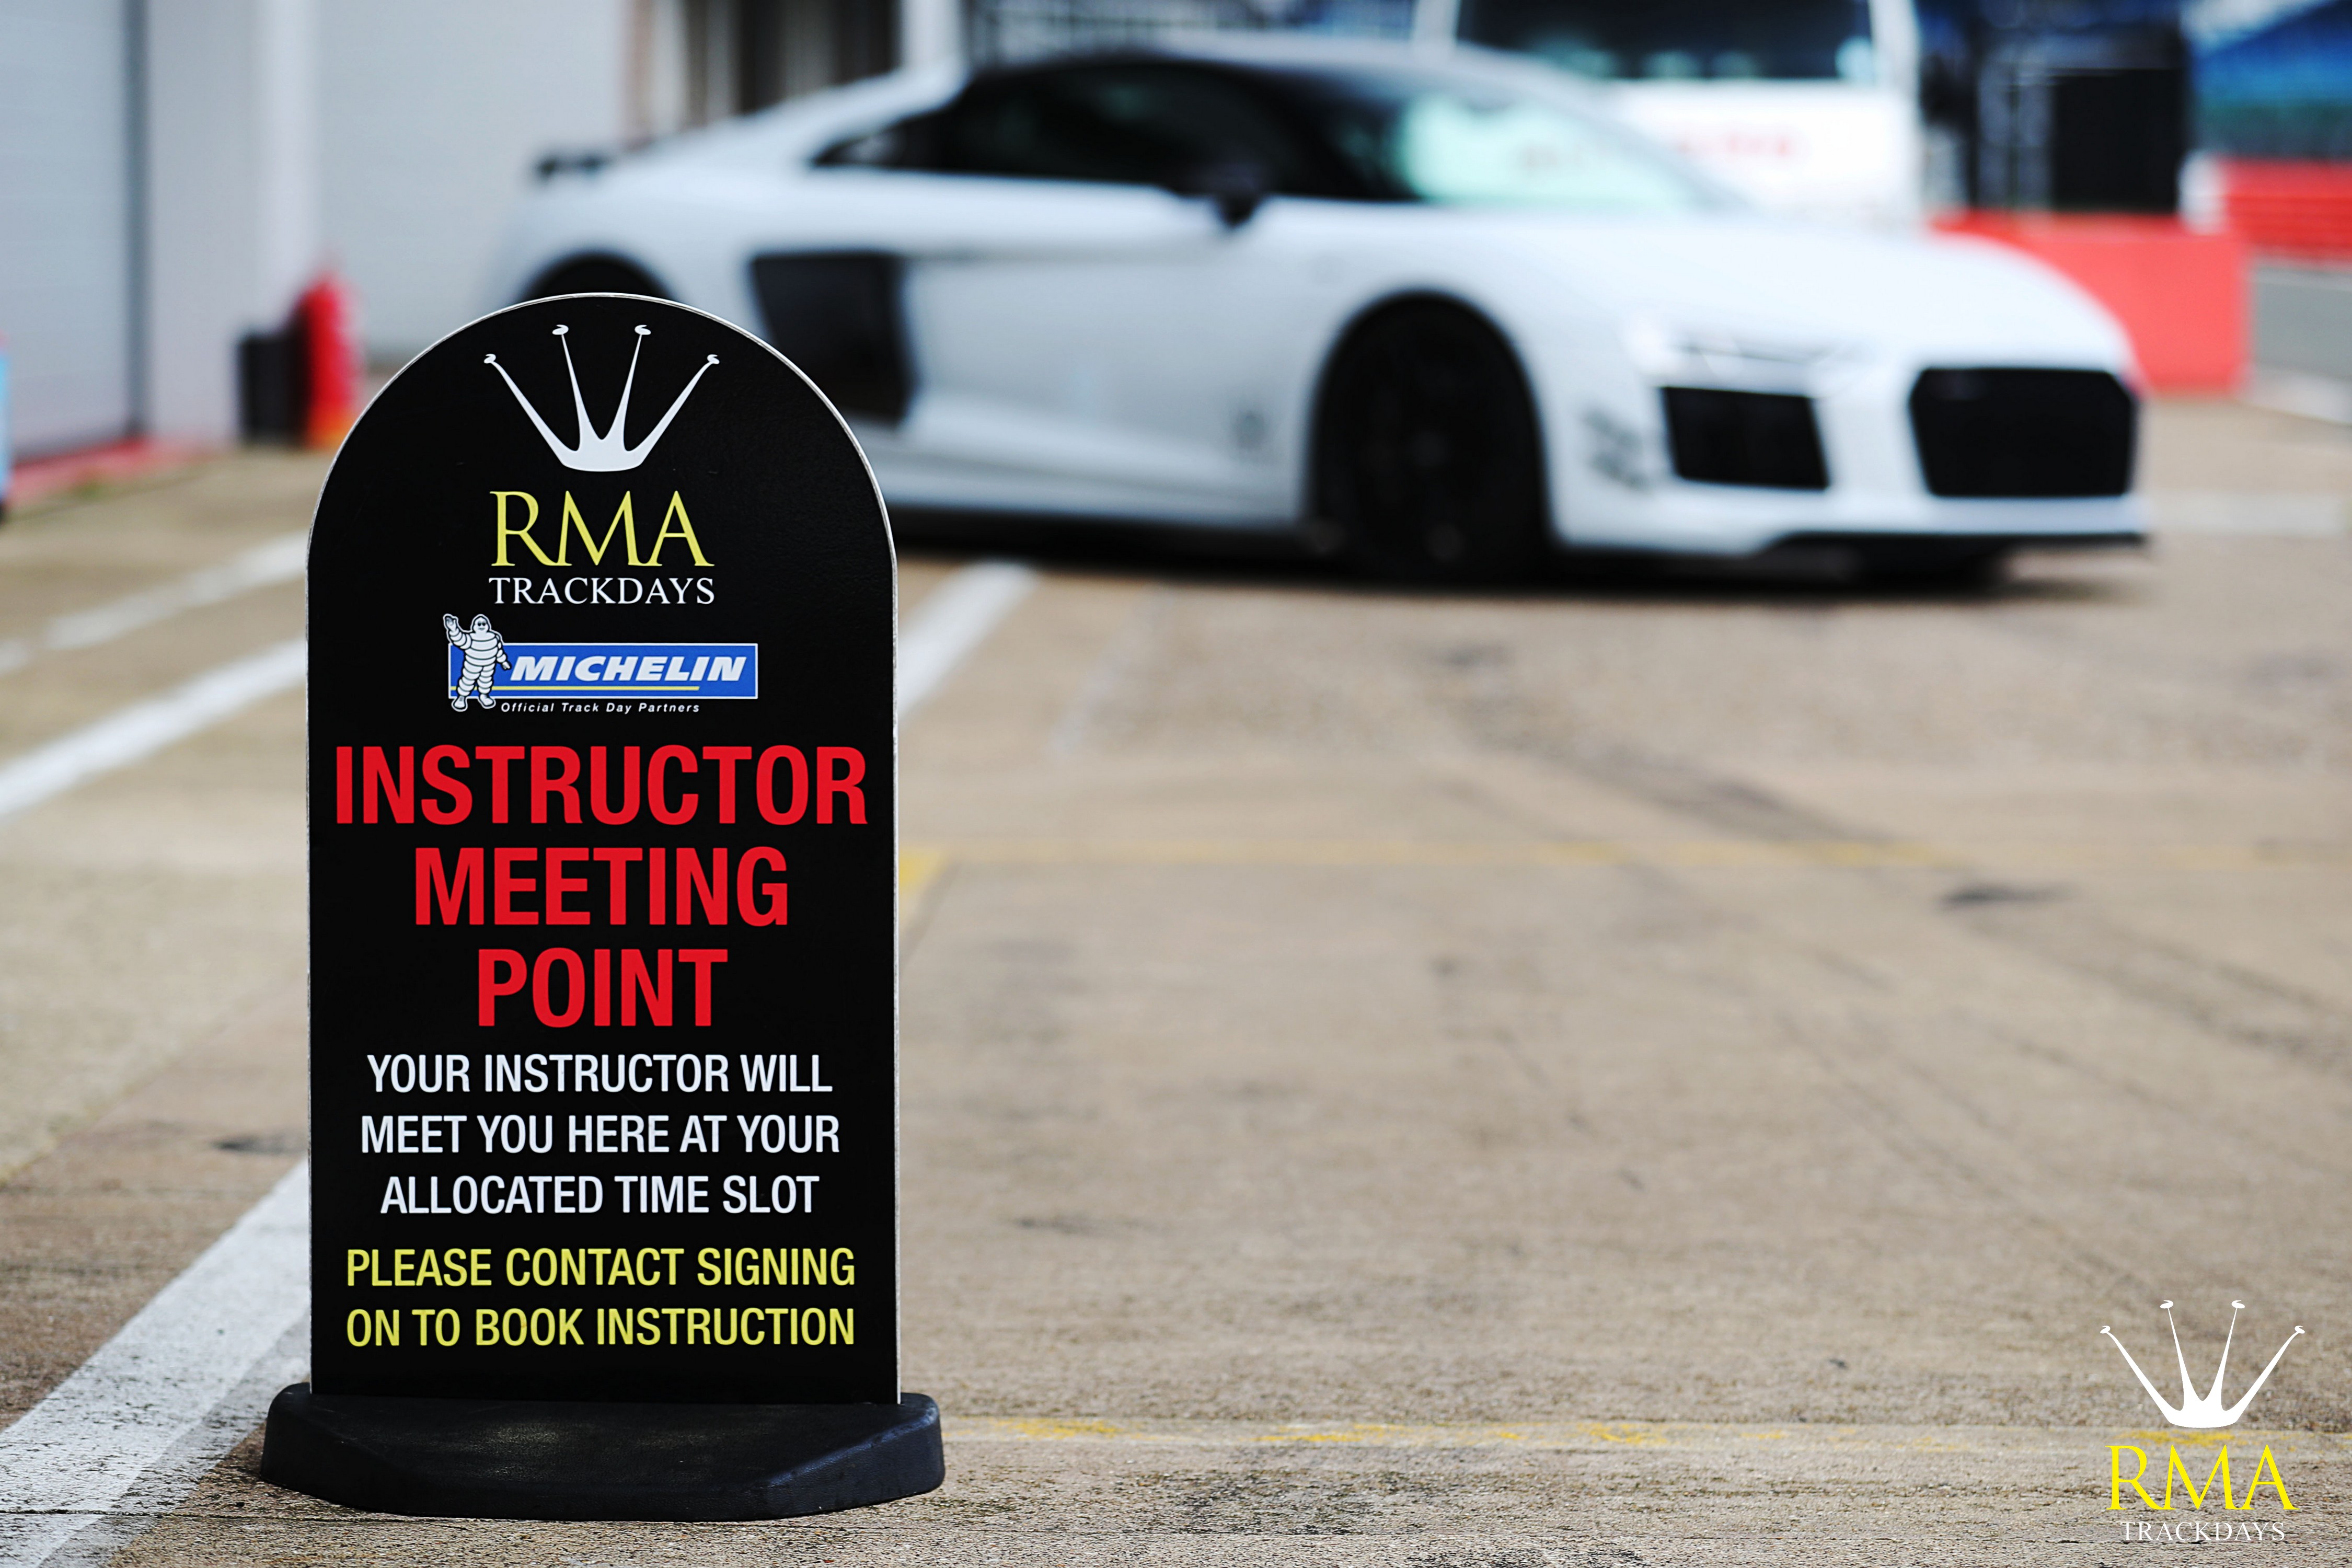 RMA
TRACKDAYS
MICHELIN
Official Track Day Partners
INSTRUCTOR
MEETING
POINT
YOUR INSTRUCTOR WILL
MEET YOU HERE AT YOUR
ALLOCATED TIME SLOT
PLEASE CONTACT SIGNING
ON TO BOOK INSTRUCTION
RMA
TRACKDAYS